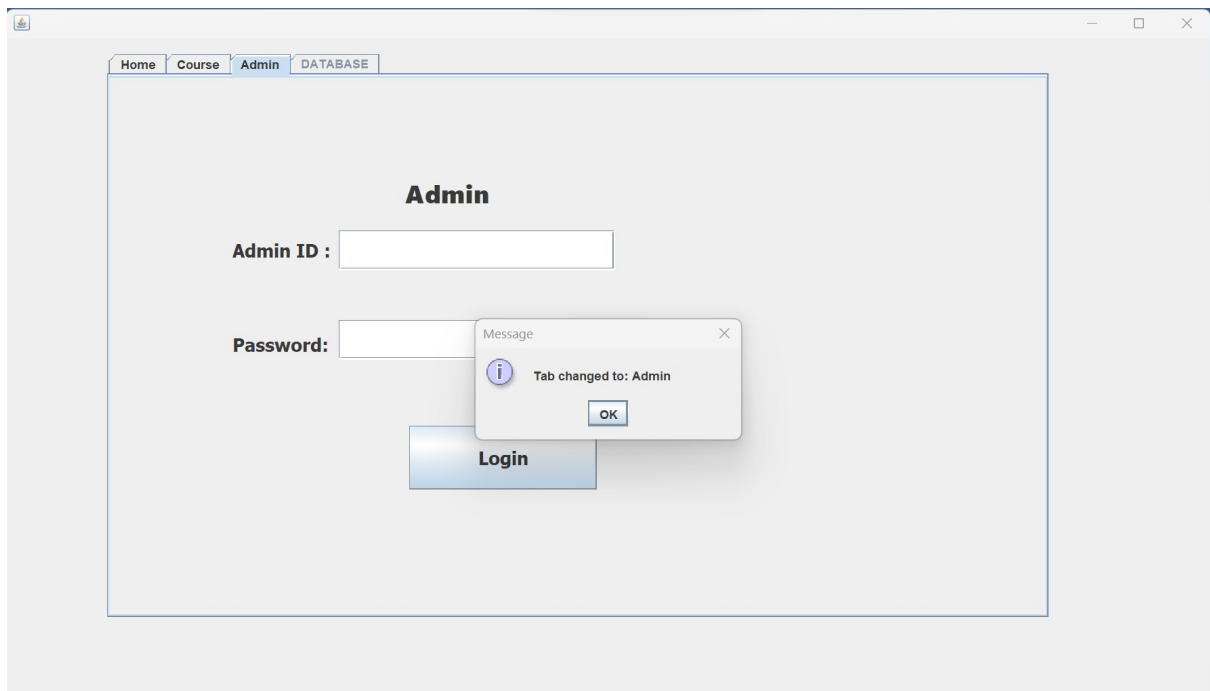 Home Course Admin DATABASE
Admin
Admin ID :
Password:
Message
Tab changed to: Admin
OK
Login